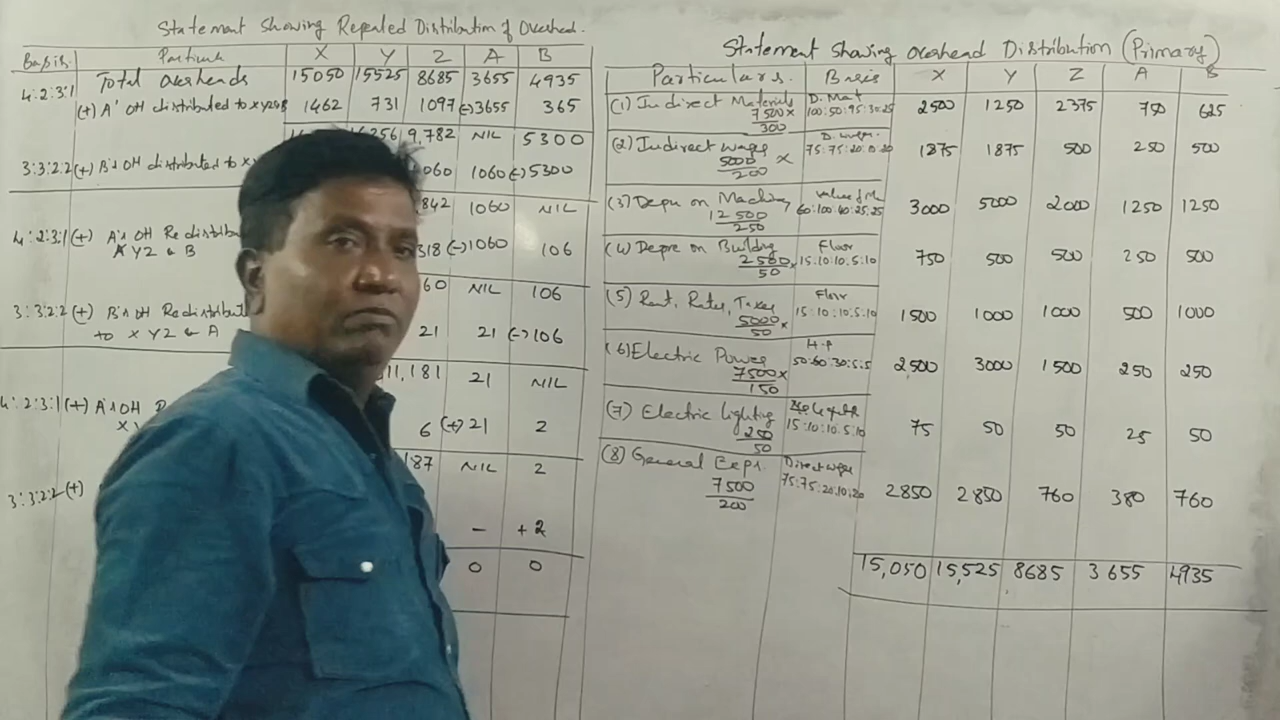 Statement Showing Repeated Distribution of Overhead.
Basis Particulars X Y Z A B
4:2:3:1 Total overheads 15050 15525 8685 3655 4935
(+) A's OH distributed to XYZ&B 1462 731 1097 (-)3655 365
9,782 NIL 5300
3:3:2:2 (+) B's OH distributed to X 1060 (-)5300
842 1060 NIL
4:2:3:1 (+) A's OH Redistribu 318 (-)1060 106
X YZ & B
60 NIL 106
3:3:2:2 (+) B's OH Redistribut 21 21 (-)106
to X YZ & A
11,181 21 NIL
4:2:3:1 (+) A's OH 6 (+)21 2
187 NIL 2
3:3:2:2 (+)
- +2
0 0
Statement Showing Overhead Distribution (Primary)
Particulars. Basis X Y Z A B
(1) Indirect Materials D. Mat 2500 1250 2375 750 625
7500 x 100:50:95:30:25
300
(2) Indirect wages D. wages. 1875 1875 500 250 500
5000 x 75:75:20:10:20
200
(3) Depn on Machinery Value of M 3000 5000 2000 1250 1250
12500 60:100:40:25:25
250
(4) Depre on Building Floor 750 500 500 250 500
2500 x 15:10:10:5:10
50
(5) Rent, Rates, Taxes Floor 1500 1000 1000 500 1000
5000 x 15:10:10:5:10
50
(6) Electric Power H.P 2500 3000 1500 250 250
7500 x 50:60:30:5:5
150
(7) Electric lighting 75 50 50 25 50
250 15:10:10:5:10
50
(8) General Exps. Direct wages 2850 2850 760 380 760
7500 75:75:20:10:20
200
15,050 15,525 8685 3655 4935